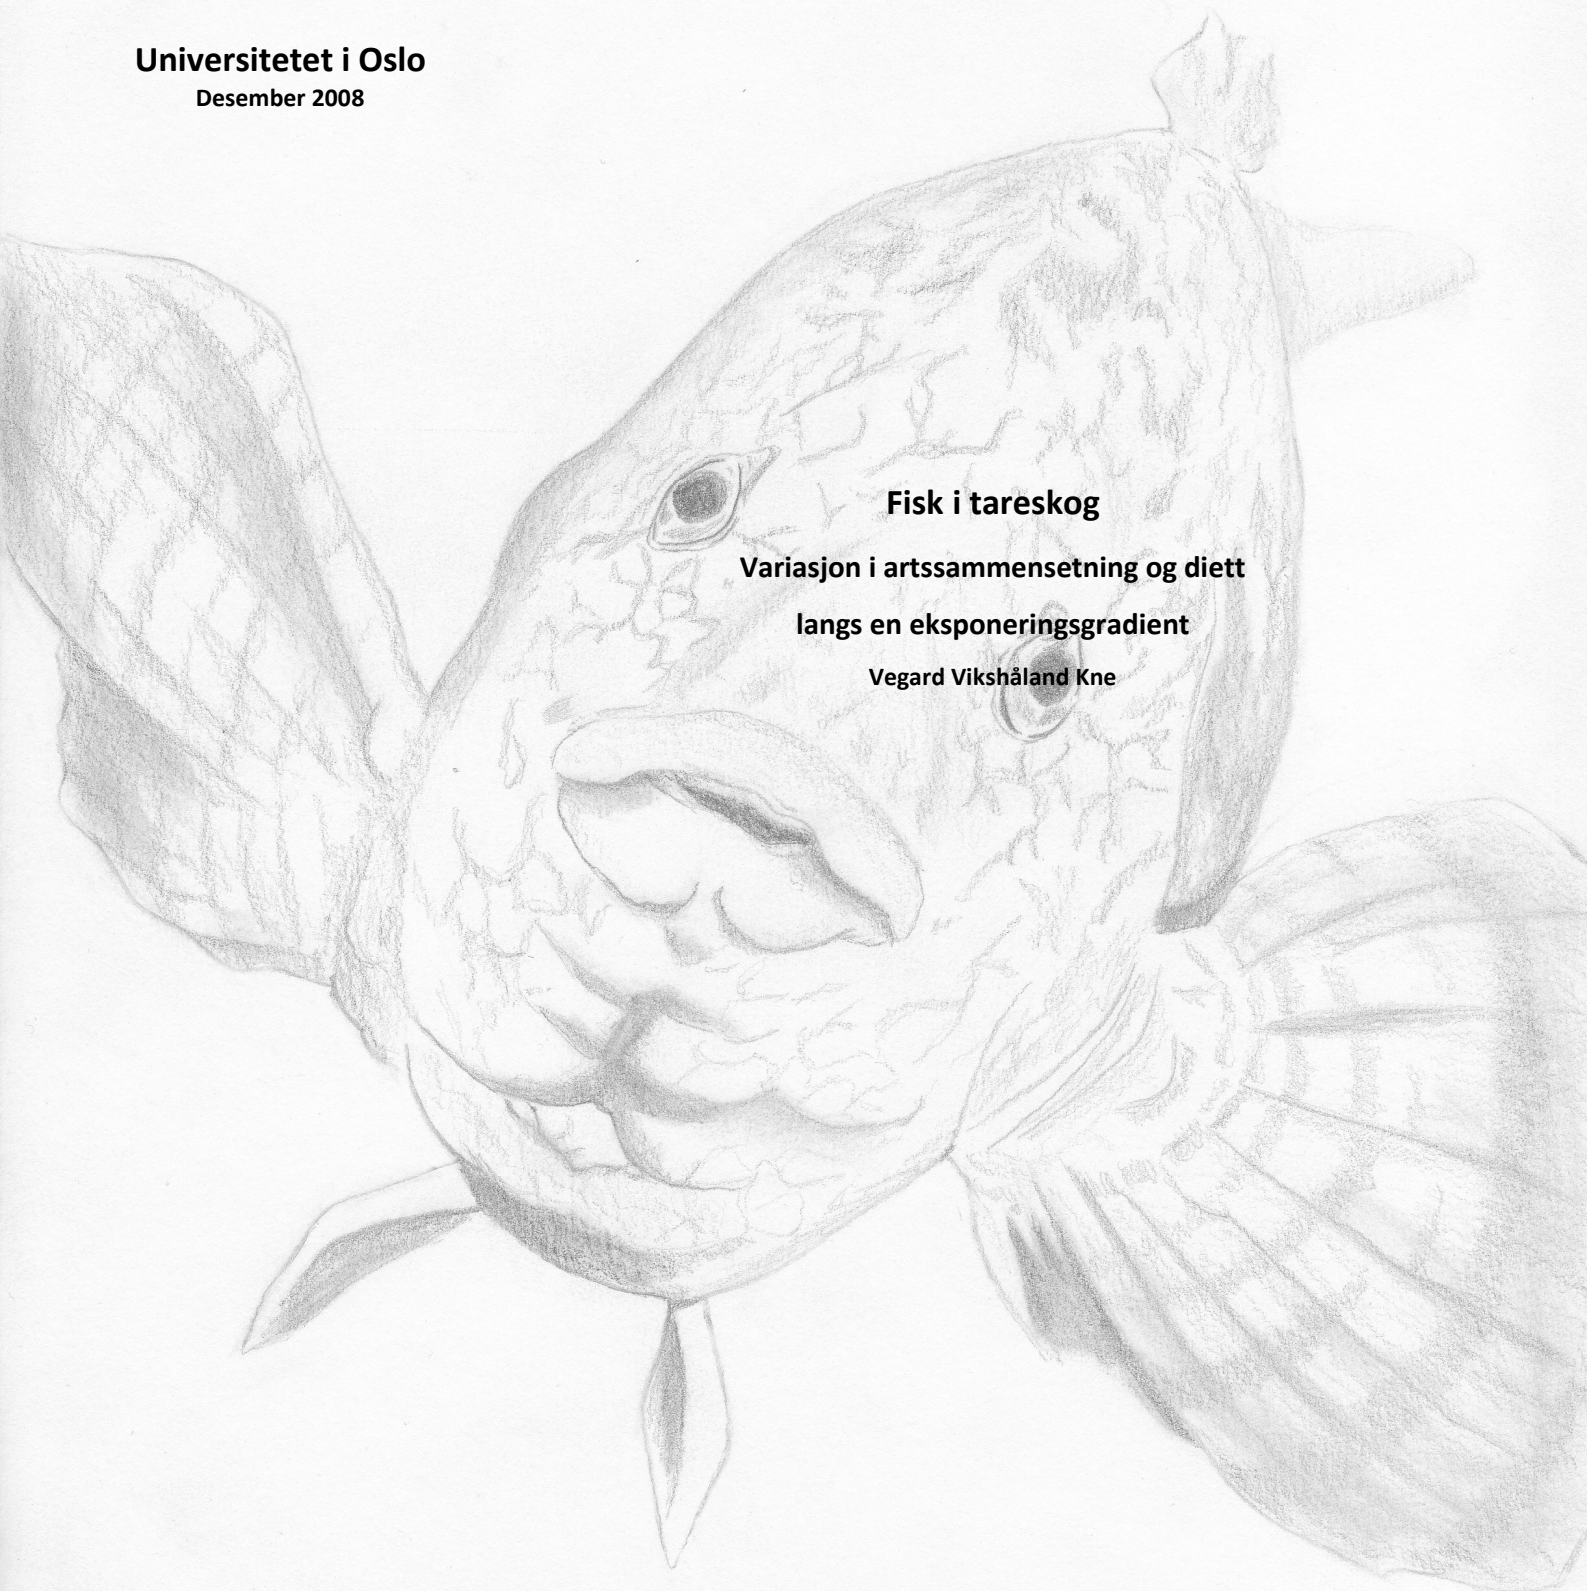 Universitetet i Oslo
Desember 2008
Fisk i tareskog
Variasjon i artssammensetning og diett
langs en eksponeringsgradient
Vegard Vikshåland Kne